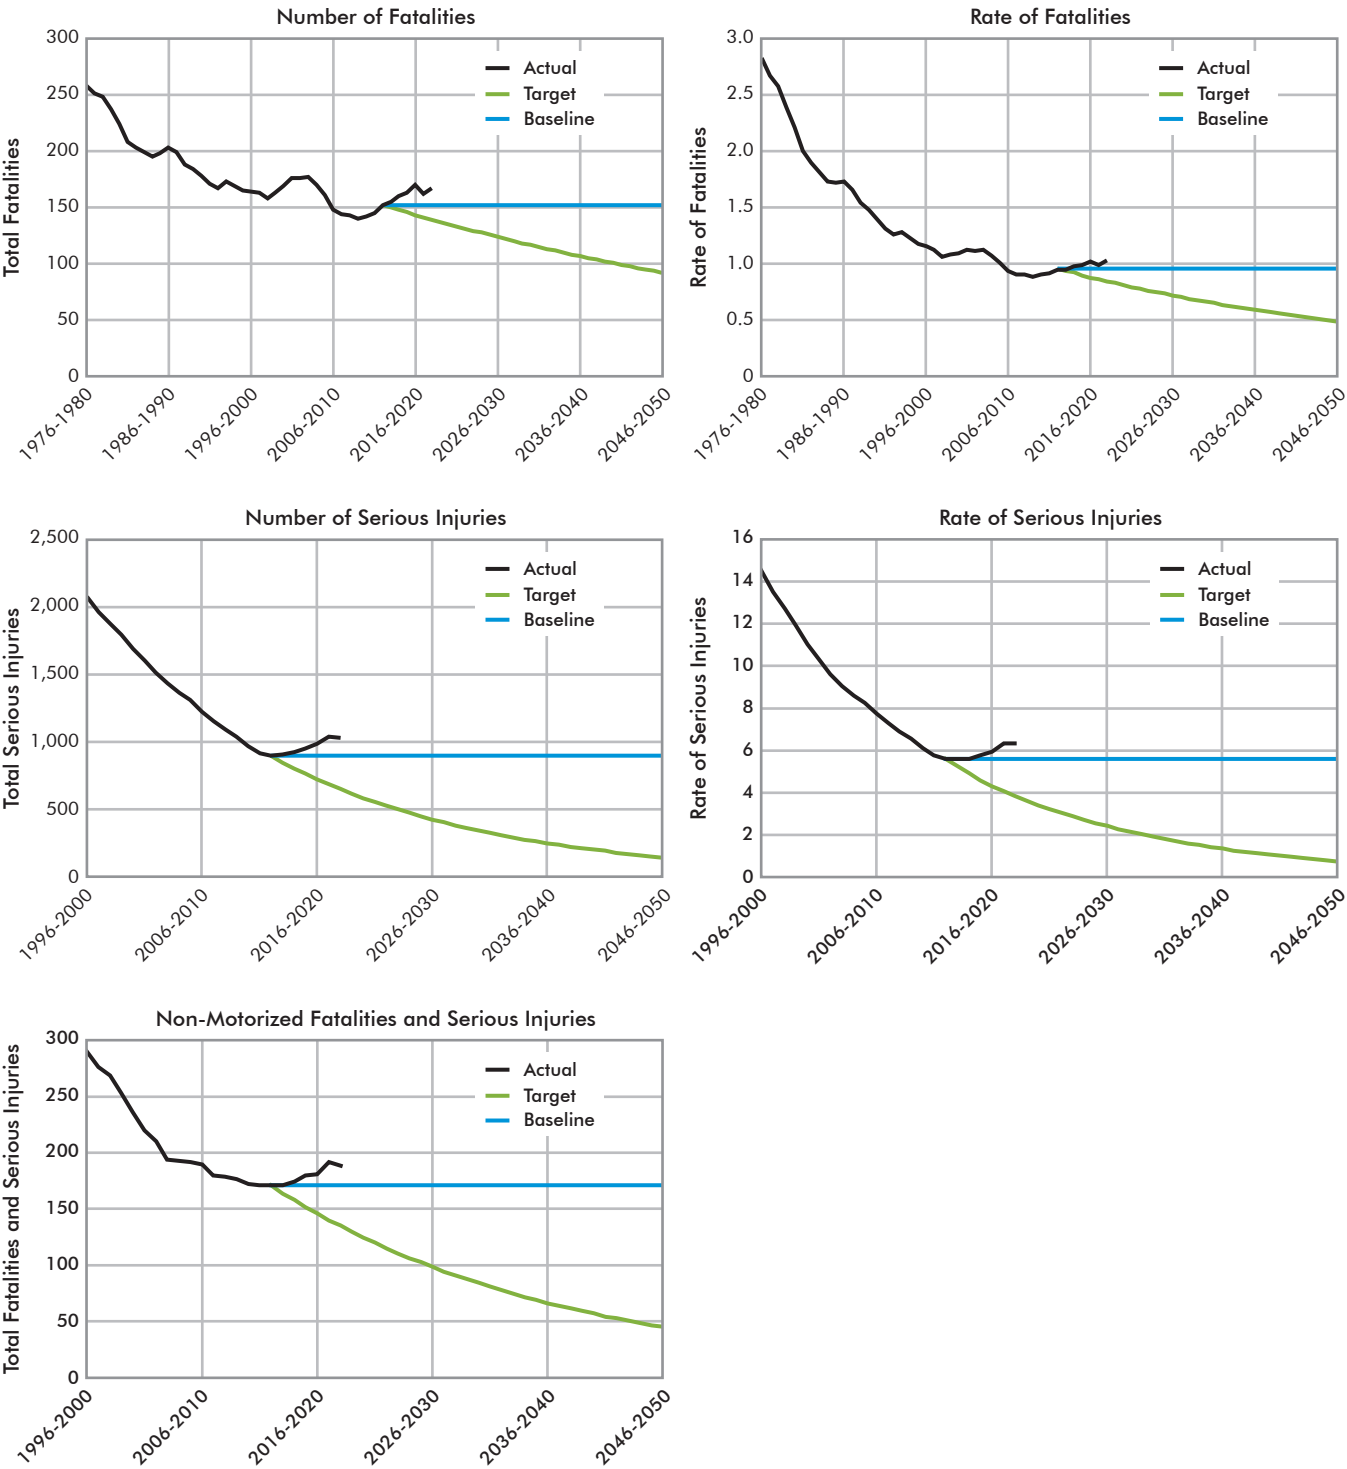 Number of Fatalities
Total Fatalities
300
250
200
150
100
50
0
Actual
Target
Baseline
1976-1980
1986-1990
1996-2000
2006-2010
2016-2020
2026-2030
2036-2040
2046-2050
Rate of Fatalities
Rate of Fatalities
3.0
2.5
2.0
1.5
1.0
0.5
0
Actual
Target
Baseline
1976-1980
1986-1990
1996-2000
2006-2010
2016-2020
2026-2030
2036-2040
2046-2050
Number of Serious Injuries
Total Serious Injuries
2,500
2,000
1,500
1,000
500
0
Actual
Target
Baseline
1996-2000
2006-2010
2016-2020
2026-2030
2036-2040
2046-2050
Rate of Serious Injuries
Rate of Serious Injuries
16
14
12
10
8
6
4
2
0
Actual
Target
Baseline
1996-2000
2006-2010
2016-2020
2026-2030
2036-2040
2046-2050
Non-Motorized Fatalities and Serious Injuries
Total Fatalities and Serious Injuries
300
250
200
150
100
50
0
Actual
Target
Baseline
1996-2000
2006-2010
2016-2020
2026-2030
2036-2040
2046-2050